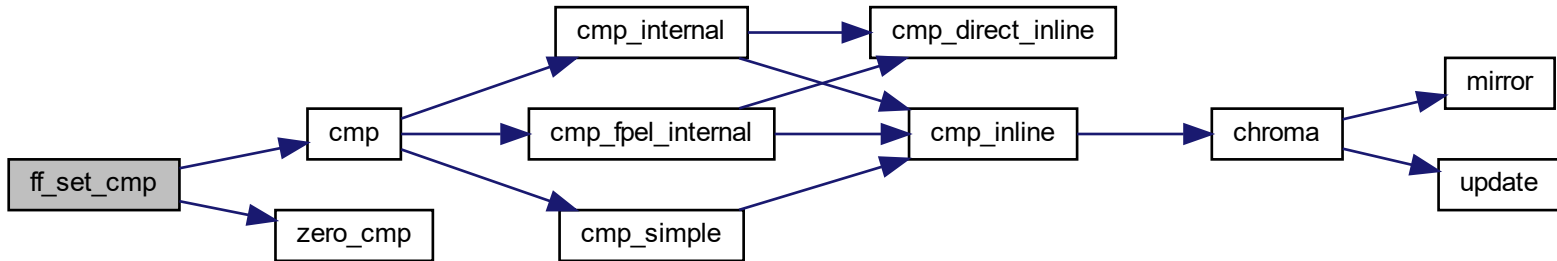 ff_set_cmp
cmp
zero_cmp
cmp_internal
cmp_fpel_internal
cmp_simple
cmp_direct_inline
cmp_inline
chroma
mirror
update